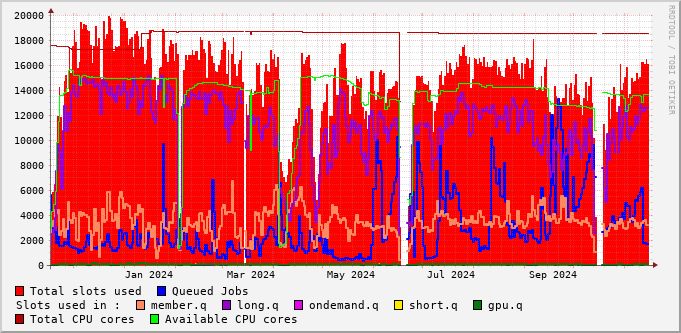 20000
18000
16000
14000
12000
10000
8000
6000
4000
2000
0
Jan 2024 Mar 2024 May 2024 Jul 2024 Sep 2024
Total slots used Queued Jobs
Slots used in : member.q long.q ondemand.q short.q gpu.q
Total CPU cores Available CPU cores
RRDTOOL / TOBI OETIKER